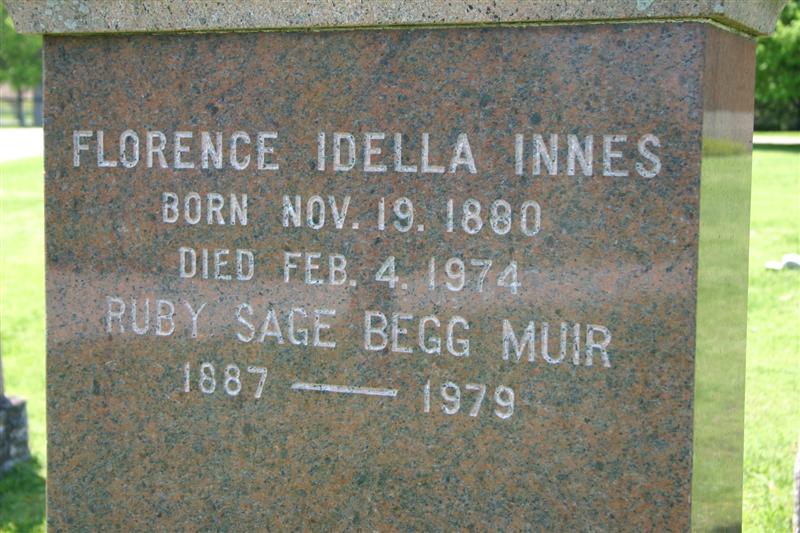 FLORENCE IDELLA INNES
BORN NOV. 19. 1880
DIED FEB. 4. 1974
RUBY SAGE BEGG MUIR
1887 — 1979